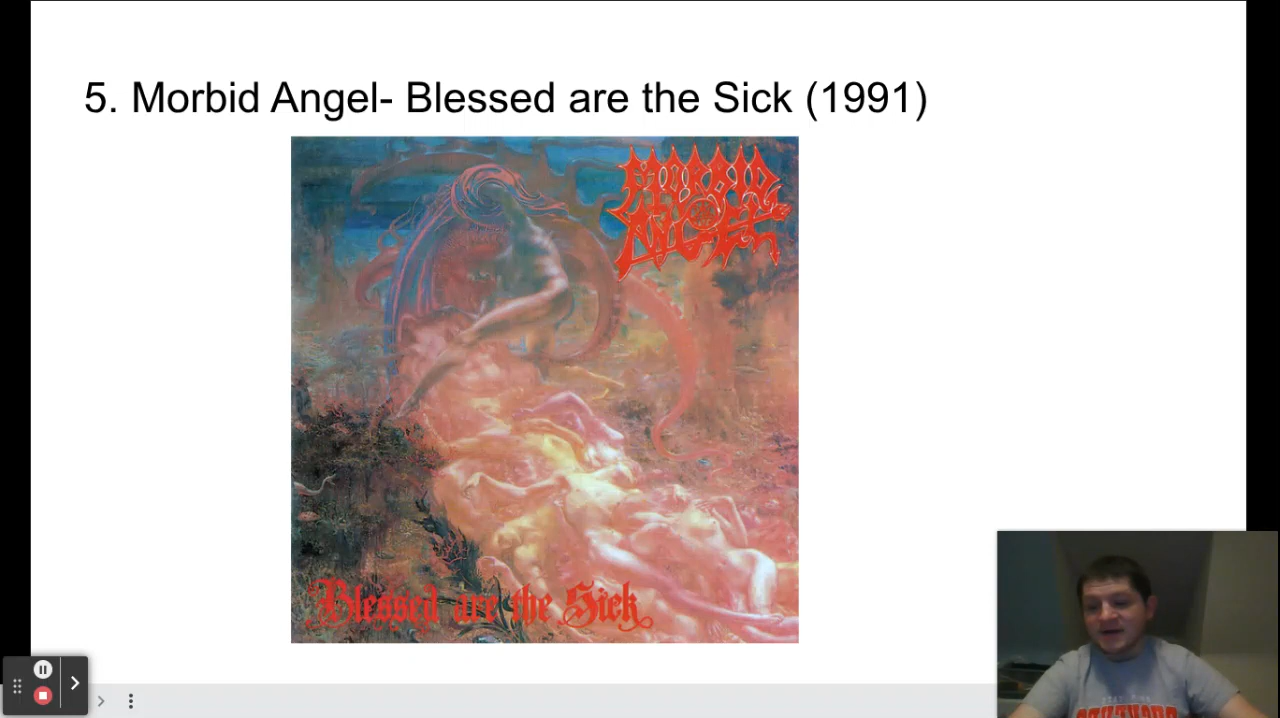 5. Morbid Angel- Blessed are the Sick (1991)
MORBID
ANGEL
Blessed are the Sick